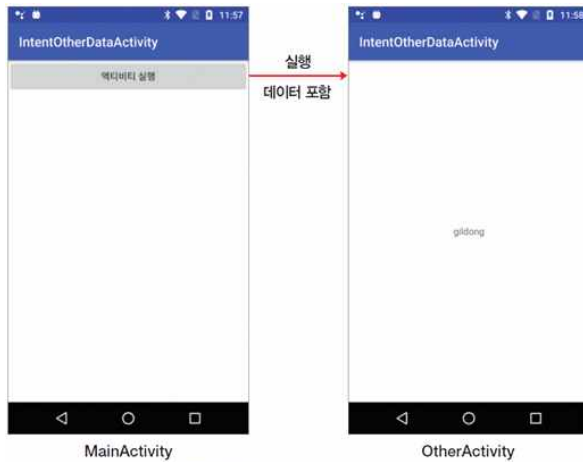 11:57
IntentOtherDataActivity
액티비티 실행
실행
데이터 포함
11:58
IntentOtherDataActivity
gildong
MainActivity
OtherActivity